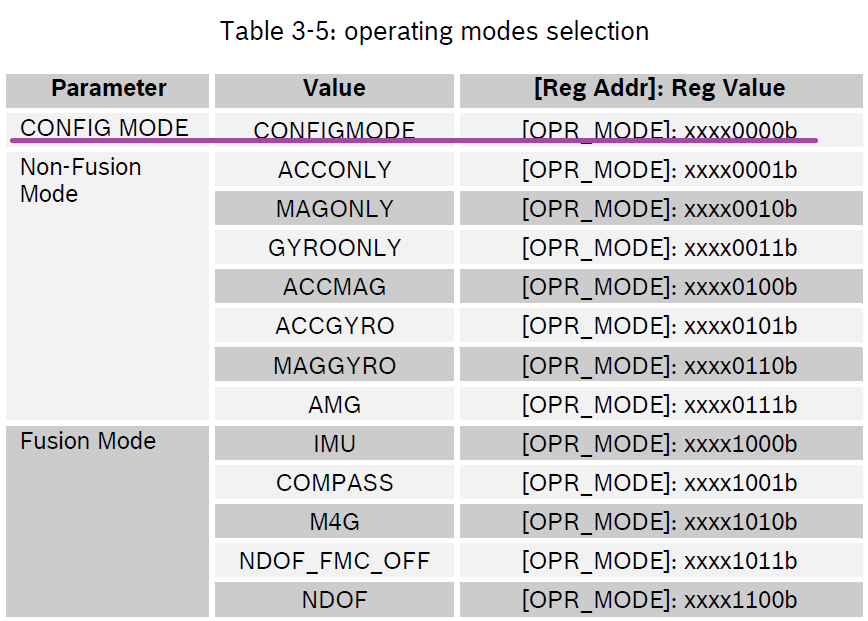 Table 3-5: operating modes selection
Parameter Value [Reg Addr]: Reg Value
CONFIG MODE CONFIGMODE [OPR_MODE]: xxxx0000b
Non-Fusion ACCONLY [OPR_MODE]: xxxx0001b
Mode
MAGONLY [OPR_MODE]: xxxx0010b
GYROONLY [OPR_MODE]: xxxx0011b
ACCMAG [OPR_MODE]: xxxx0100b
ACCGYRO [OPR_MODE]: xxxx0101b
MAGGYRO [OPR_MODE]: xxxx0110b
AMG [OPR_MODE]: xxxx0111b
Fusion Mode IMU [OPR_MODE]: xxxx1000b
COMPASS [OPR_MODE]: xxxx1001b
M4G [OPR_MODE]: xxxx1010b
NDOF_FMC_OFF [OPR_MODE]: xxxx1011b
NDOF [OPR_MODE]: xxxx1100b